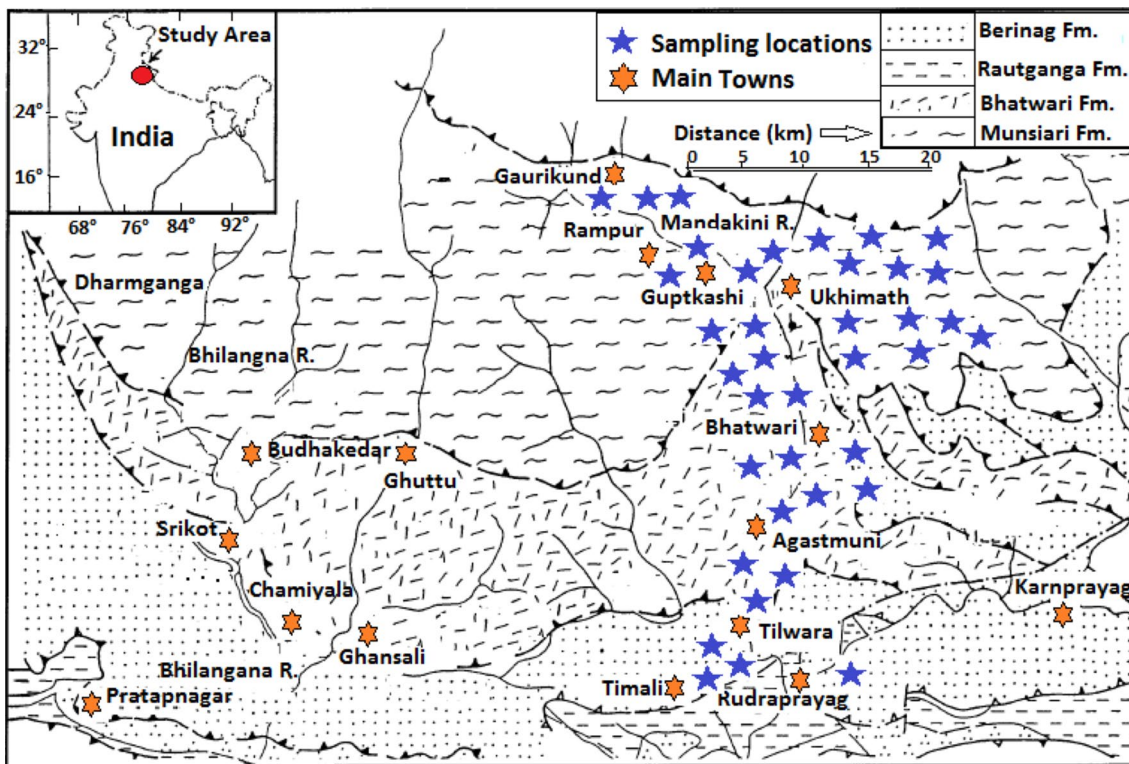 Study Area
32°
24°
16°
India
68° 76° 84° 92°
Sampling locations
Main Towns
Berinag Fm.
Rautganga Fm.
Bhatwari Fm.
Munsiari Fm.
Distance (km)
0 5 10 15 20
Gaurikund
Mandakini R.
Rampur
Dharmganga
Guptkashi
Ukhimath
Bhilangna R.
Bhatwari
Budhakedar
Ghuttu
Srikot
Agastmuni
Chamiyala
Karnprayag
Tilwara
Ghansali
Bhilangana R.
Timali
Pratapnagar
Rudraprayag